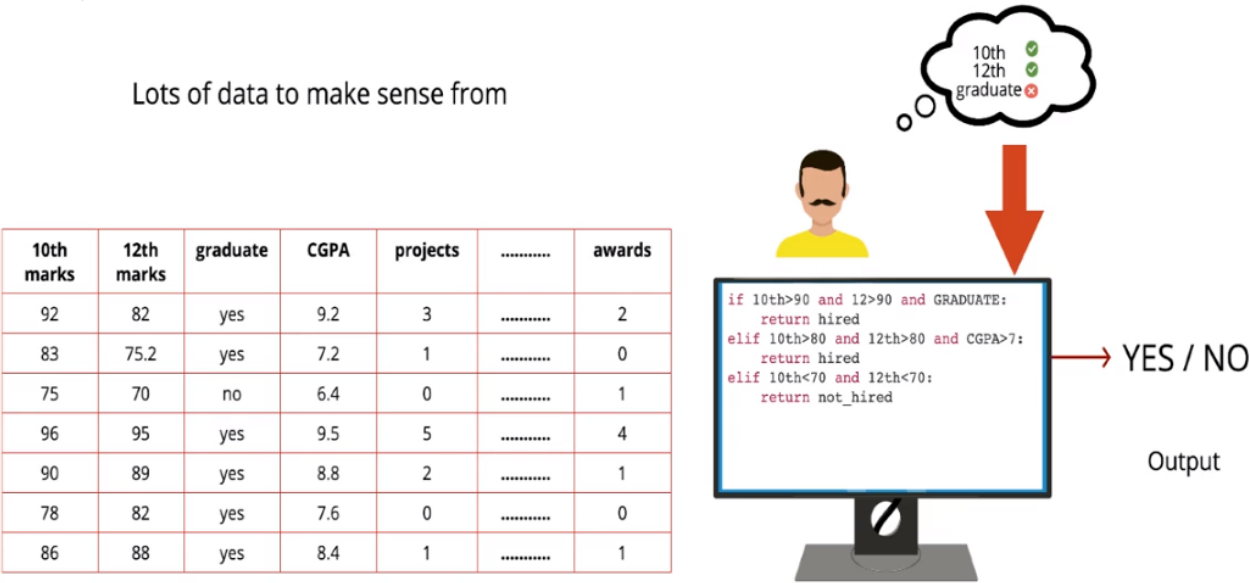 Lots of data to make sense from
10th marks 12th marks graduate CGPA projects ........... awards
92 82 yes 9.2 3 ........... 2
83 75.2 yes 7.2 1 ........... 0
75 70 no 6.4 0 ........... 1
96 95 yes 9.5 5 ........... 4
90 89 yes 8.8 2 ........... 1
78 82 yes 7.6 0 ........... 0
86 88 yes 8.4 1 ........... 1
10th
12th
graduate
if 10th>90 and 12>90 and GRADUATE:
return hired
elif 10th>80 and 12th>80 and CGPA>7:
return hired
elif 10th<70 and 12th<70:
return not_hired
YES / NO
Output